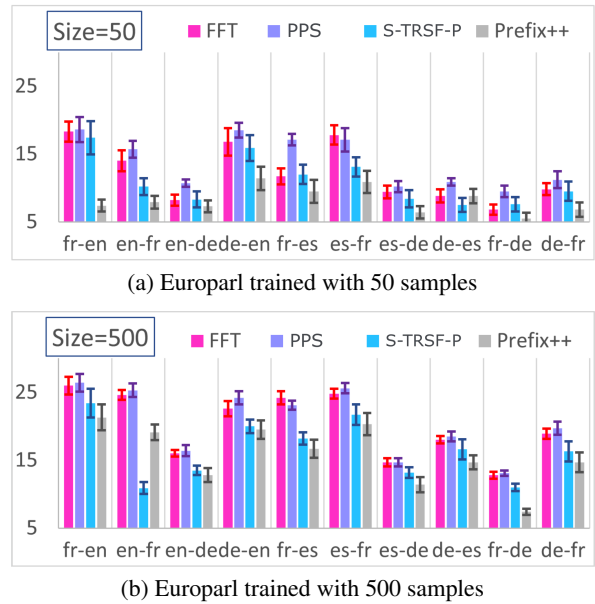 Size=50
FFT PPS S-TRSF-P Prefix++
25
15
5
fr-en en-fr en-de de-en fr-es es-fr es-de de-es fr-de de-fr
(a) Europarl trained with 50 samples
Size=500
FFT PPS S-TRSF-P Prefix++
25
15
5
fr-en en-fr en-de de-en fr-es es-fr es-de de-es fr-de de-fr
(b) Europarl trained with 500 samples